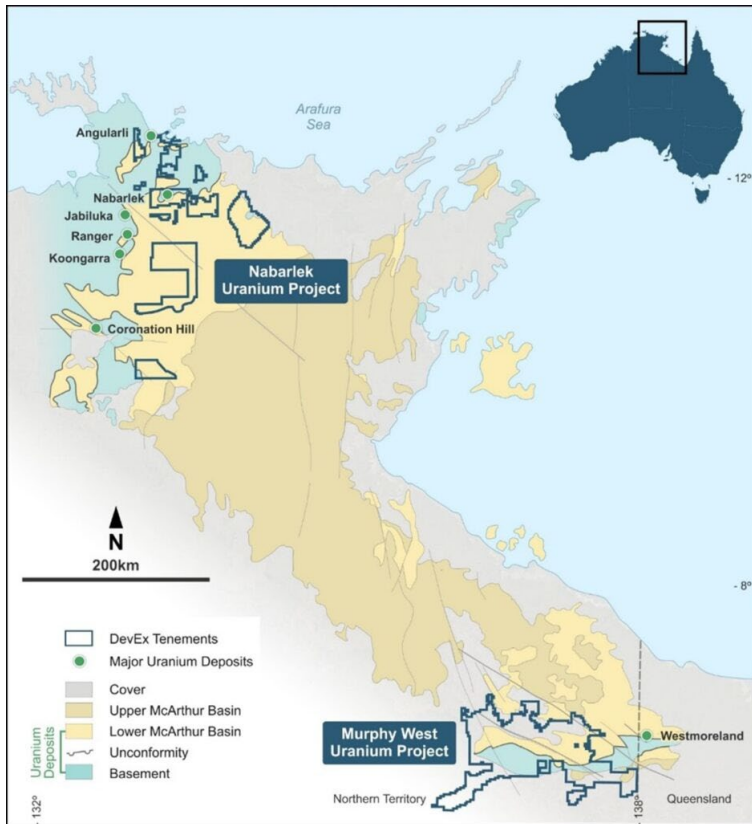 Arafura
Sea
- 12º
Angularli
Nabarlek
Jabiluka
Ranger
Koongarra
Nabarlek
Uranium Project
Coronation Hill
N
200km
- 8º
DevEx Tenements
Major Uranium Deposits
Cover
Upper McArthur Basin
Lower McArthur Basin
Unconformity
Basement
Uranium
Deposits
Murphy West
Uranium Project
Westmoreland
Northern Territory
Queensland
- 132º
- 138º